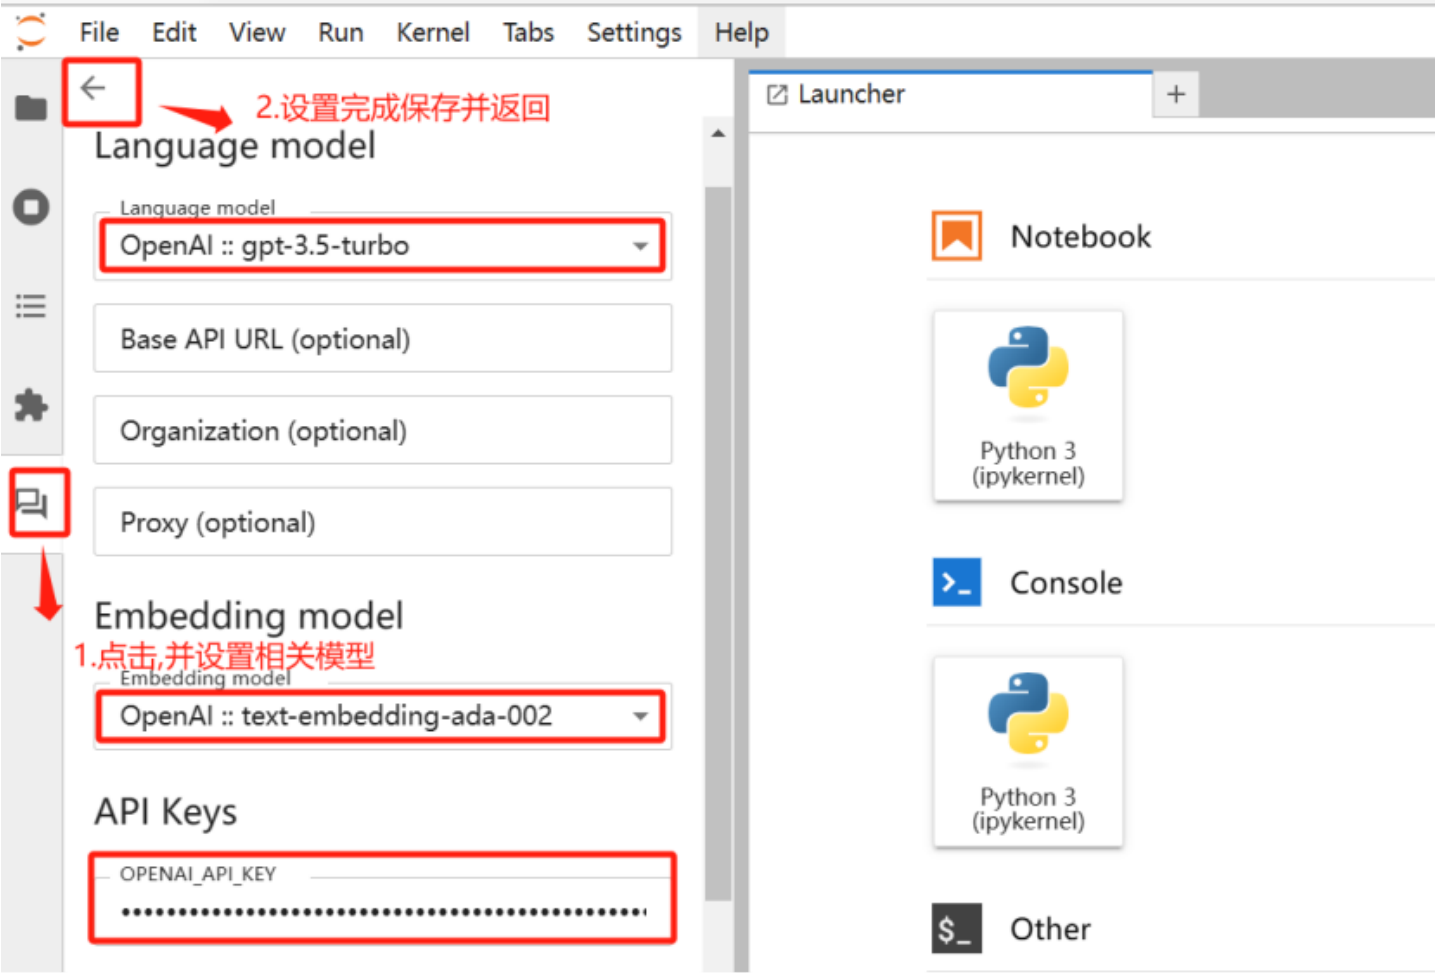 File Edit View Run Kernel Tabs Settings Help
2.设置完成保存并返回
Language model
Language model
OpenAI :: gpt-3.5-turbo
Base API URL (optional)
Organization (optional)
Proxy (optional)
Embedding model
1.点击,并设置相关模型
Embedding model
OpenAI :: text-embedding-ada-002
API Keys
OPENAI_API_KEY
Launcher
Notebook
Python 3
(ipykernel)
Console
Python 3
(ipykernel)
$_ Other